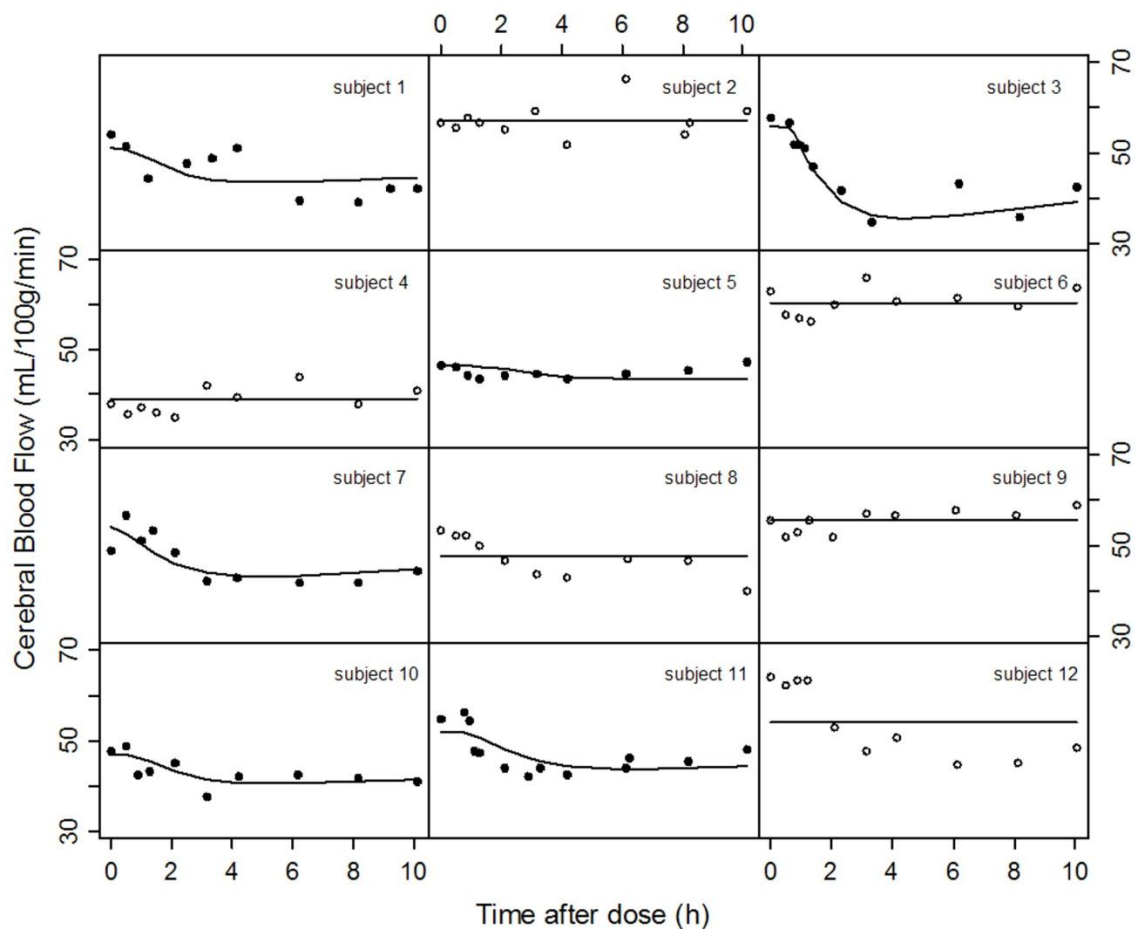 0 2 4 6 8 10
subject 1
subject 2
subject 3
70
50
30
subject 4
subject 5
subject 6
70
50
30
subject 7
subject 8
subject 9
70
50
30
subject 10
subject 11
subject 12
70
50
30
0 2 4 6 8 10
0 2 4 6 8 10
Cerebral Blood Flow (mL/100g/min)
Time after dose (h)